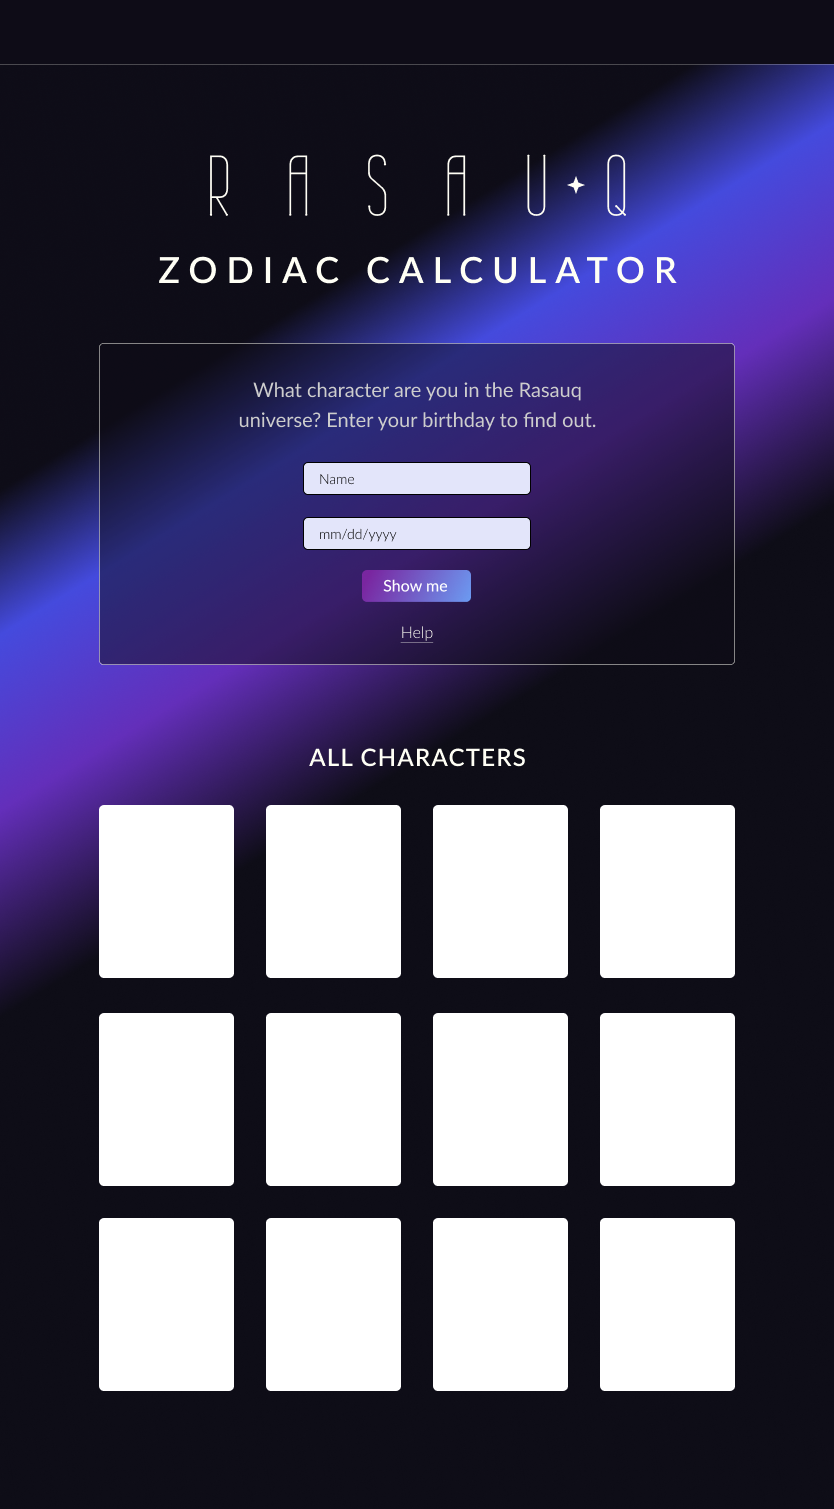 RASAU✦Q
ZODIAC CALCULATOR
What character are you in the Rasauq
universe? Enter your birthday to find out.
Name
mm/dd/yyyy
Show me
Help
ALL CHARACTERS